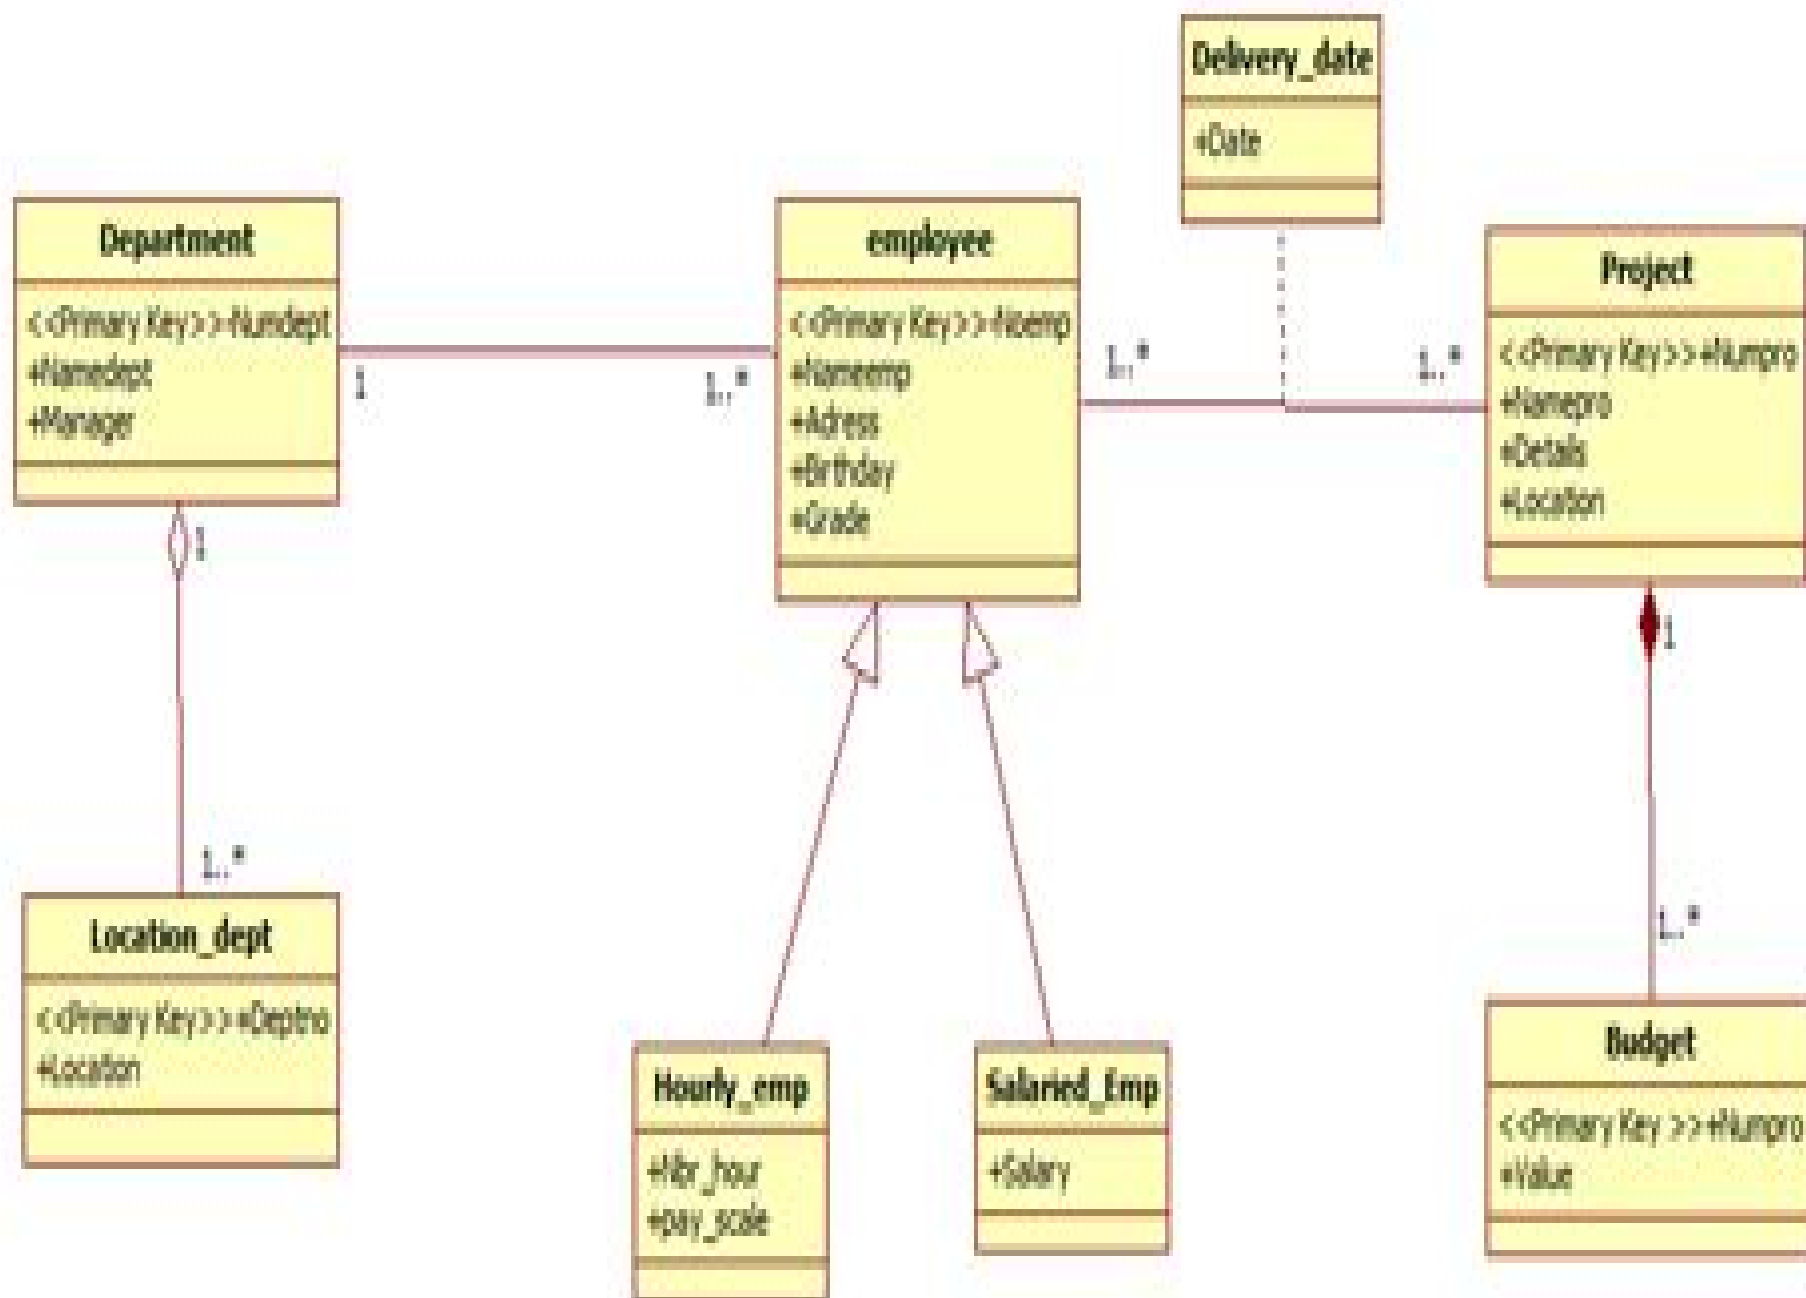 Delivery_date
+Date
Department
<<Primary Key>>+Numdept
+Namedept
+Manager
1
1..*
employee
<<Primary Key>>+Noemp
+Nameemp
+Adress
+Birthday
+Grade
1..*
1..*
Project
<<Primary Key>>+Numpro
+Namepro
+Details
+Location
1
1..*
Location_dept
<<Primary Key>>+Deptno
+Location
Hourly_emp
+Nbr_hour
+pay_scale
Salaried_Emp
+Salary
1
1..*
Budget
<<Primary Key >>+Numpro
+Value